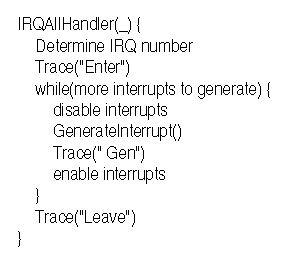 IRQAllHandler(_) {
Determine IRQ number
Trace("Enter")
while(more interrupts to generate) {
disable interrupts
GenerateInterrupt()
Trace(" Gen")
enable interrupts
}
Trace("Leave")
}